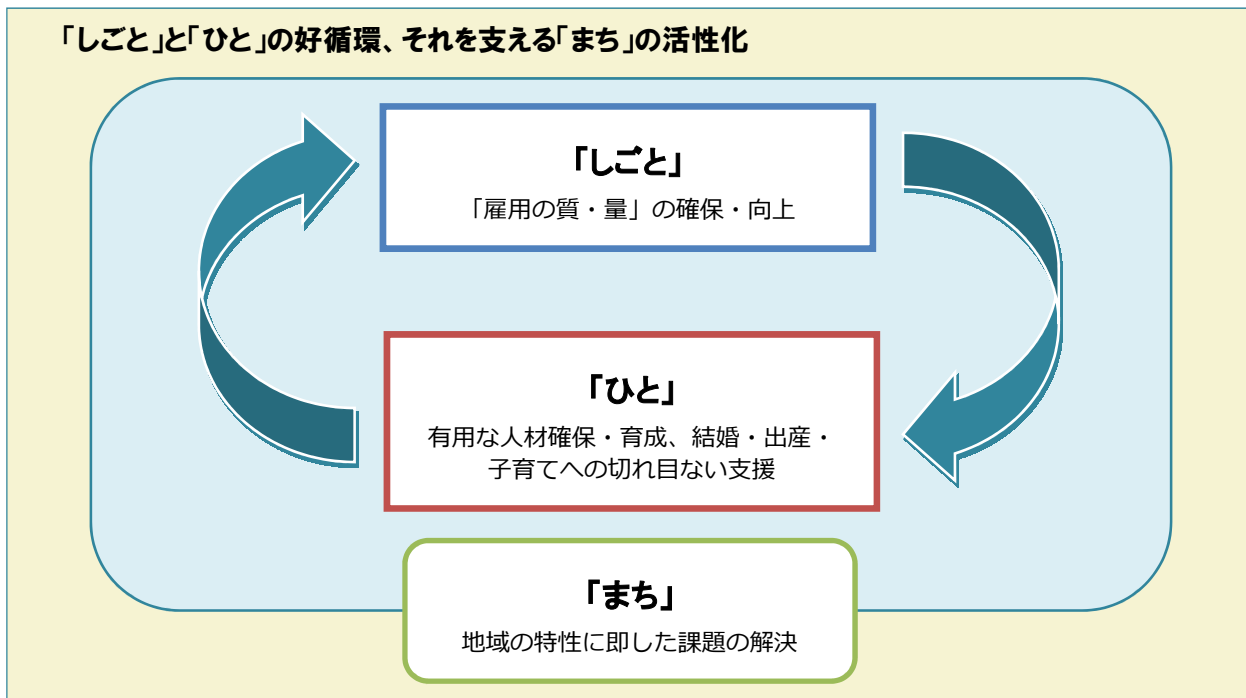 「しごと」と「ひと」の好循環、それを支える「まち」の活性化
「しごと」
「雇用の質・量」の確保・向上
「ひと」
有用な人材確保・育成、結婚・出産・
子育てへの切れ目ない支援
「まち」
地域の特性に即した課題の解決